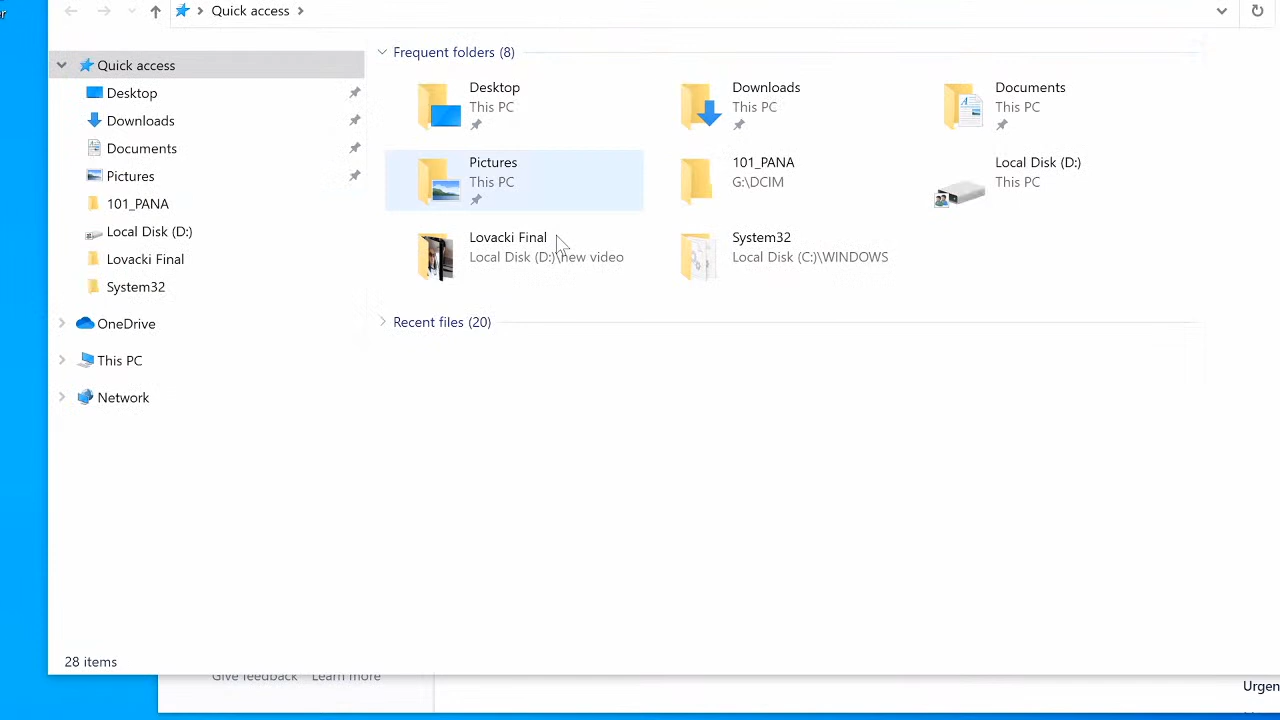 Quick access
Quick access
Desktop
Downloads
Documents
Pictures
101_PANA
Local Disk (D:)
Lovacki Final
System32
OneDrive
This PC
Network
Frequent folders (8)
Desktop
This PC
Downloads
This PC
Documents
This PC
Pictures
This PC
101_PANA
G:\DCIM
Local Disk (D:)
This PC
Lovacki Final
Local Disk (D:)\new video
System32
Local Disk (C:)\WINDOWS
Recent files (20)
28 items
Give feedback Learn more
Urgen